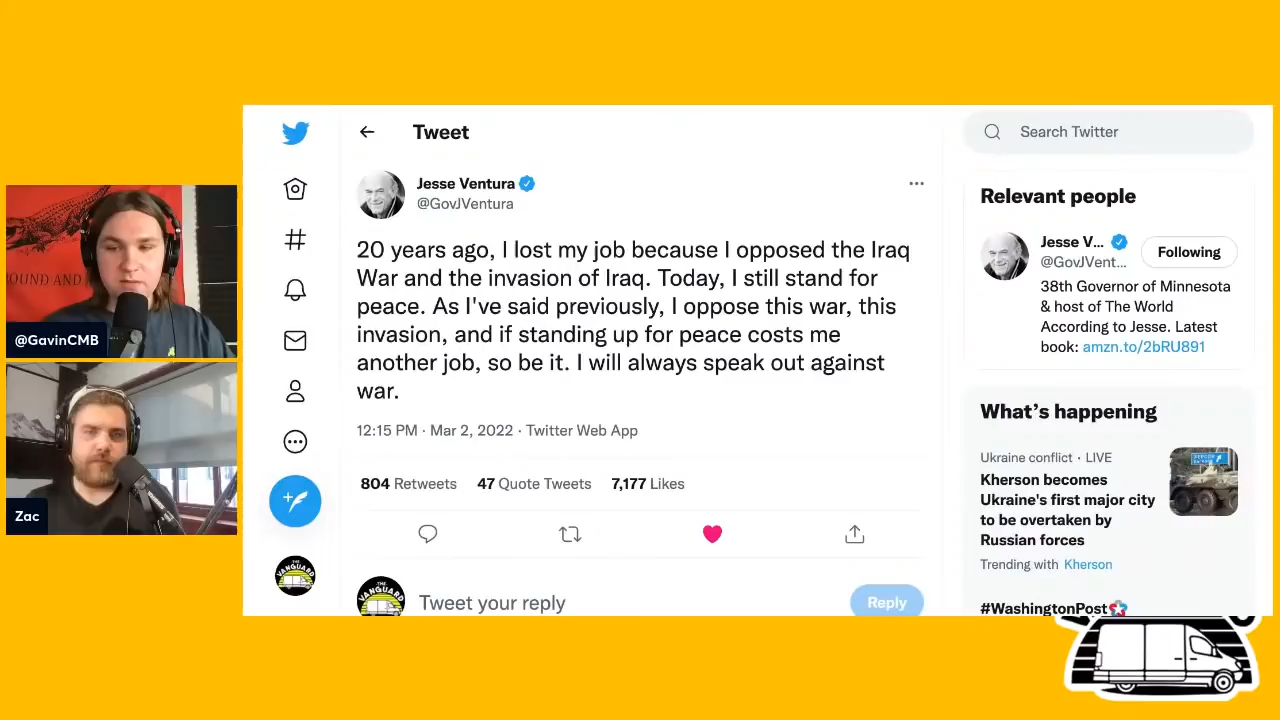 Tweet
Search Twitter
Jesse Ventura
@GovJVentura
20 years ago, I lost my job because I opposed the Iraq
War and the invasion of Iraq. Today, I still stand for
peace. As I've said previously, I oppose this war, this
invasion, and if standing up for peace costs me
another job, so be it. I will always speak out against
war.
12:15 PM · Mar 2, 2022 · Twitter Web App
804 Retweets 47 Quote Tweets 7,177 Likes
THE VANGUARD
Tweet your reply
Reply
Relevant people
Jesse V...
@GovJVent...
Following
38th Governor of Minnesota
& host of The World
According to Jesse. Latest
book: amzn.to/2bRU891
What's happening
Ukraine conflict · LIVE
Kherson becomes
Ukraine's first major city
to be overtaken by
Russian forces
Trending with Kherson
#WashingtonPost
OUND AND
@GavinCMB
Zac
THE VANGUARD